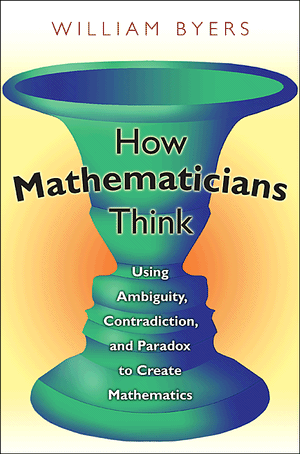 WILLIAM BYERS
How
Mathematicians
Think
Using
Ambiguity,
Contradiction,
and Paradox
to Create
Mathematics